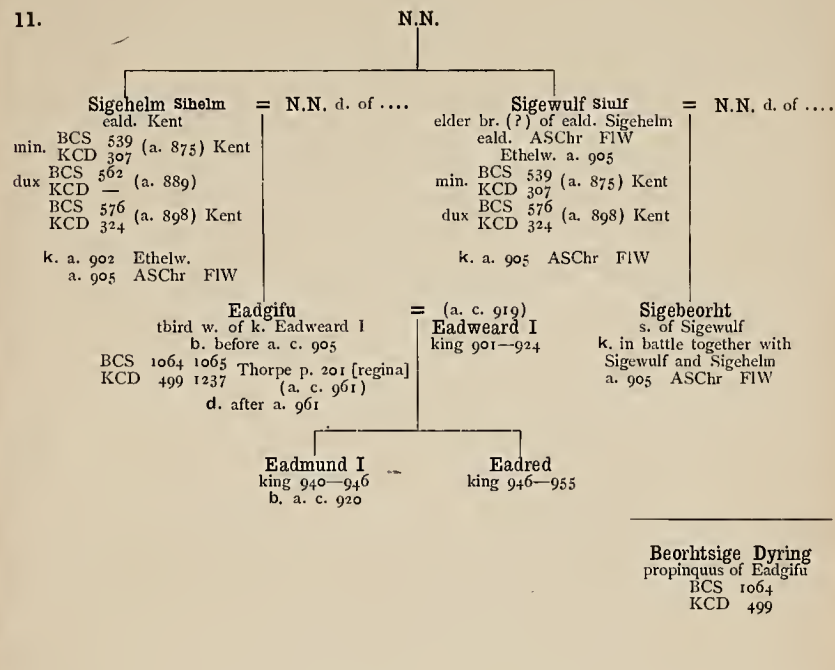 11.
N.N.
Sigehelm Sihelm = N.N. d. of ....
eald. Kent
min. BCS 539 (a. 875) Kent
KCD 307
dux BCS 562 (a. 889)
KCD —
BCS 576 (a. 898) Kent
KCD 324
k. a. 902 Ethelw.
a. 905 ASChr FlW
Sigewulf Siulf = N.N. d. of ....
elder br. (?) of eald. Sigehelm
eald. ASChr FlW
Ethelw. a. 905
min. BCS 539 (a. 875) Kent
KCD 307
dux BCS 576 (a. 898) Kent
KCD 324
k. a. 905 ASChr FlW
Eadgifu
third w. of k. Eadweard I
b. before a. c. 905
BCS 1064 1065 Thorpe p. 201 [regina]
KCD 499 1237
(a. c. 961)
d. after a. 961
= (a. c. 919)
Eadweard I
king 901—924
Sigebeorht
s. of Sigewulf
k. in battle together with
Sigewulf and Sigehelm
a. 905 ASChr FlW
Eadmund I
king 940—946
b. a. c. 920
Eadred
king 946—955
Beorhtsige Dyring
propinquus of Eadgifu
BCS 1064
KCD 499